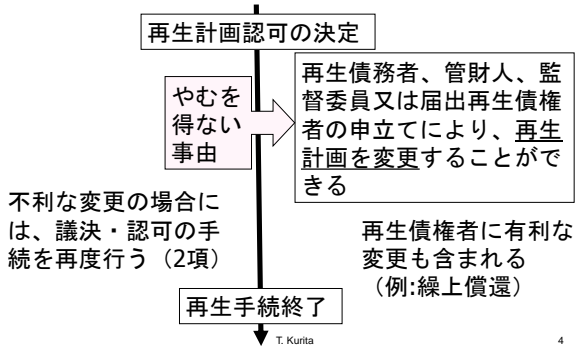 再生計画認可の決定
やむを
得ない
事由
再生債務者、管財人、監
督委員又は届出再生債権
者の申立てにより、再生
計画を変更することがで
きる
不利な変更の場合に
は、議決・認可の手
続を再度行う（2項）
再生債権者に有利な
変更も含まれる
（例:繰上償還）
再生手続終了
T. Kurita
4